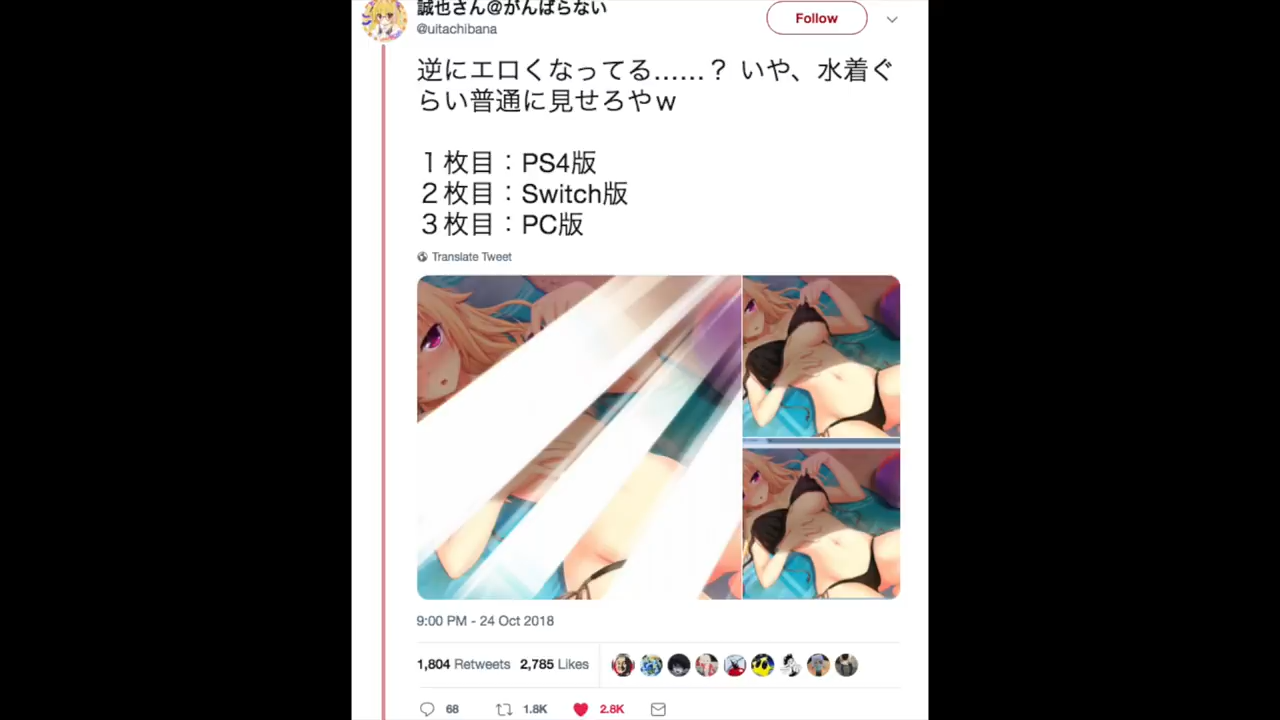 誠也さん@がんばらない
@uitachibana
Follow
逆にエロくなってる……？ いや、水着ぐ
らい普通に見せろやｗ
１枚目：PS4版
２枚目：Switch版
３枚目：PC版
Translate Tweet
9:00 PM - 24 Oct 2018
1,804 Retweets 2,785 Likes
68 1.8K 2.8K